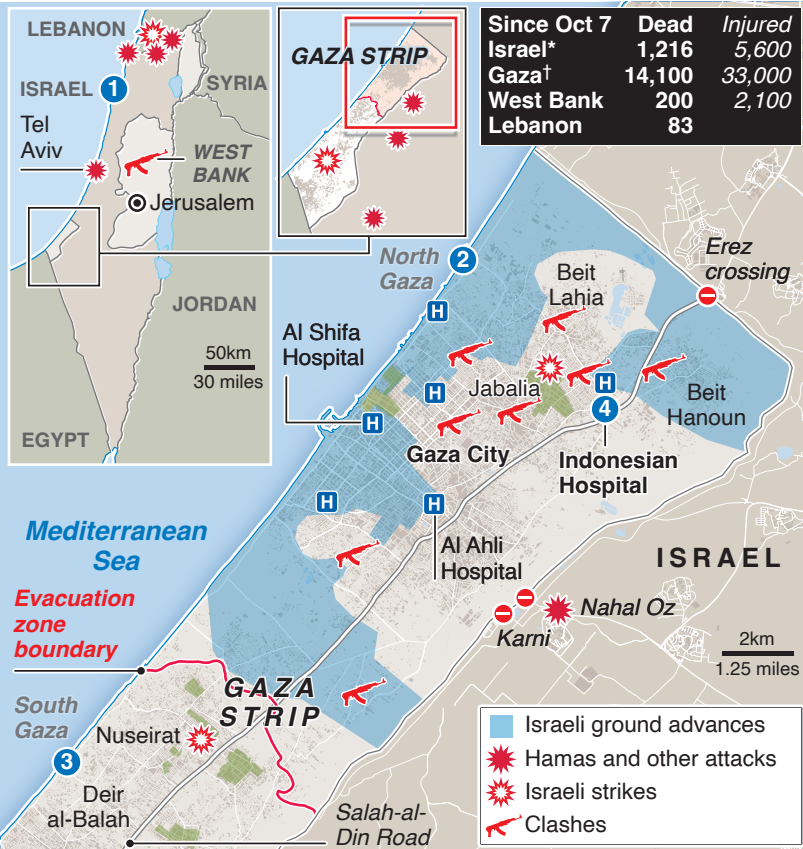 LEBANON
ISRAEL
1
SYRIA
Tel
Aviv
WEST
BANK
Jerusalem
JORDAN
50km
30 miles
EGYPT
GAZA STRIP
Since Oct 7 Dead Injured
Israel* 1,216 5,600
Gaza† 14,100 33,000
West Bank 200 2,100
Lebanon 83
North
Gaza
2
Erez
crossing
Beit
Lahia
H
Al Shifa
Hospital
H
Jabalia
H
4
Beit
Hanoun
H
Gaza City
Indonesian
Hospital
H
H
Al Ahli
Hospital
Mediterranean
Sea
ISRAEL
Evacuation
zone
boundary
Nahal Oz
Karni
2km
1.25 miles
GAZA
STRIP
South
Gaza
3
Nuseirat
Deir
al-Balah
Salah-al-
Din Road
Israeli ground advances
Hamas and other attacks
Israeli strikes
Clashes